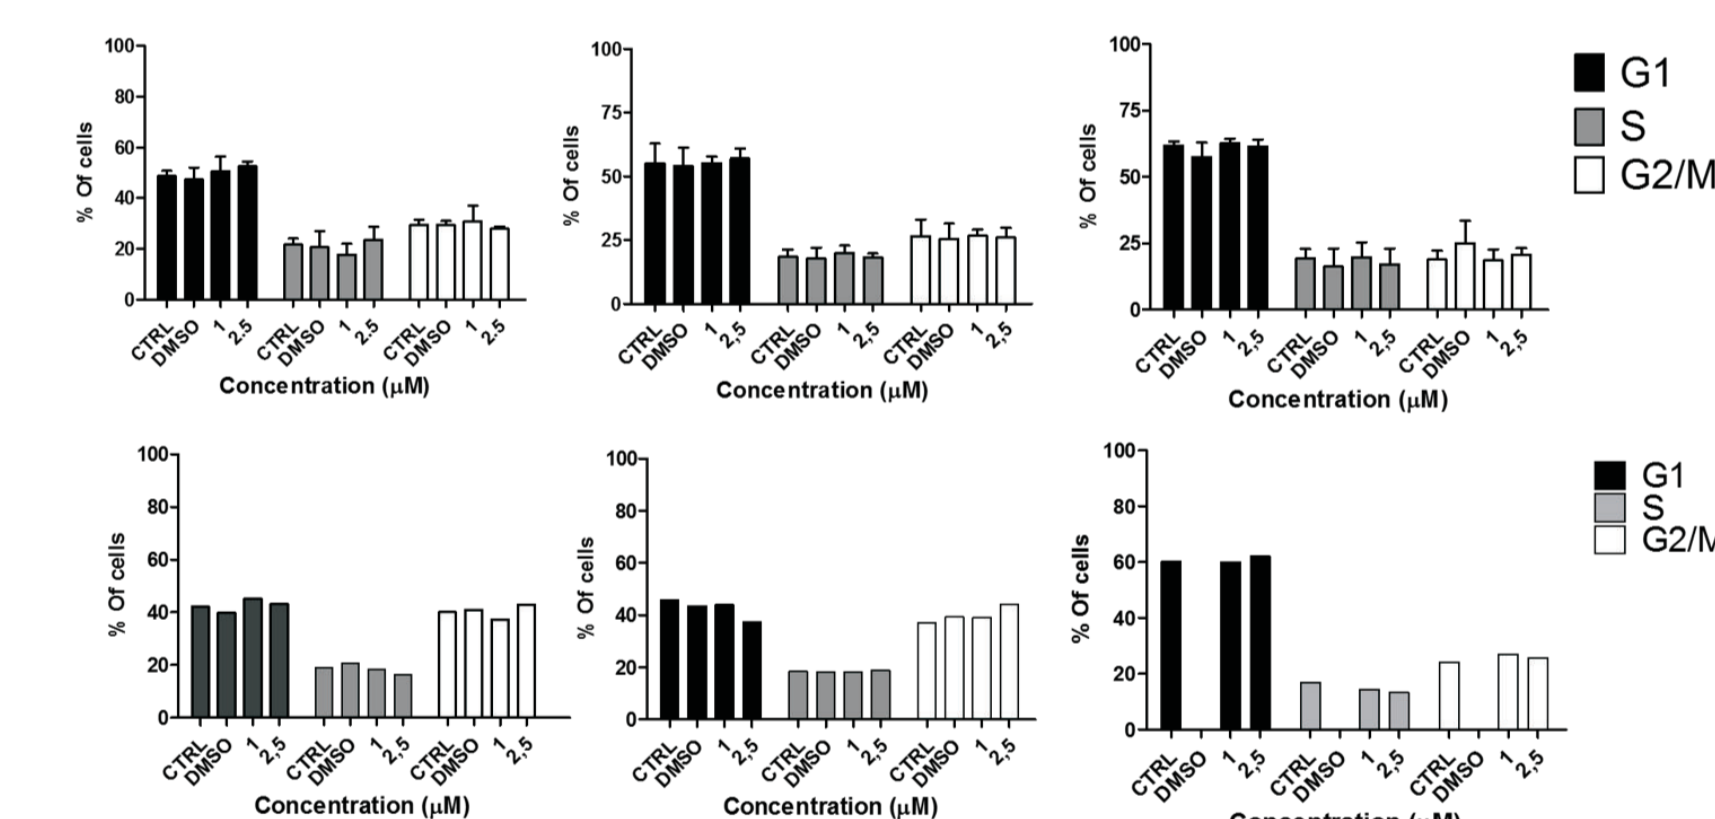 100
80
60
40
20
0
% Of cells
CTRL DMSO 1 2.5 CTRL DMSO 1 2.5 CTRL DMSO 1 2.5
Concentration (μM)
100
75
50
25
0
% Of cells
CTRL DMSO 1 2,5 CTRL DMSO 1 2,5 CTRL DMSO 1 2,5
Concentration (μM)
100
75
50
25
0
% Of cells
CTRL DMSO 1 2,5 CTRL DMSO 1 2,5 CTRL DMSO 1 2,5
Concentration (μM)
G1
S
G2/M
100
80
60
40
20
0
% Of cells
CTRL DMSO 1 2,5 CTRL DMSO 1 2,5 CTRL DMSO 1 2,5
Concentration (μM)
100
80
60
40
20
0
% Of cells
CTRL DMSO 1 2,5 CTRL DMSO 1 2,5 CTRL DMSO 1 2,5
Concentration (μM)
100
80
60
40
20
0
% Of cells
CTRL DMSO 1 2,5 CTRL DMSO 1 2,5 CTRL DMSO 1 2,5
Concentration (μM)
G1
S
G2/M